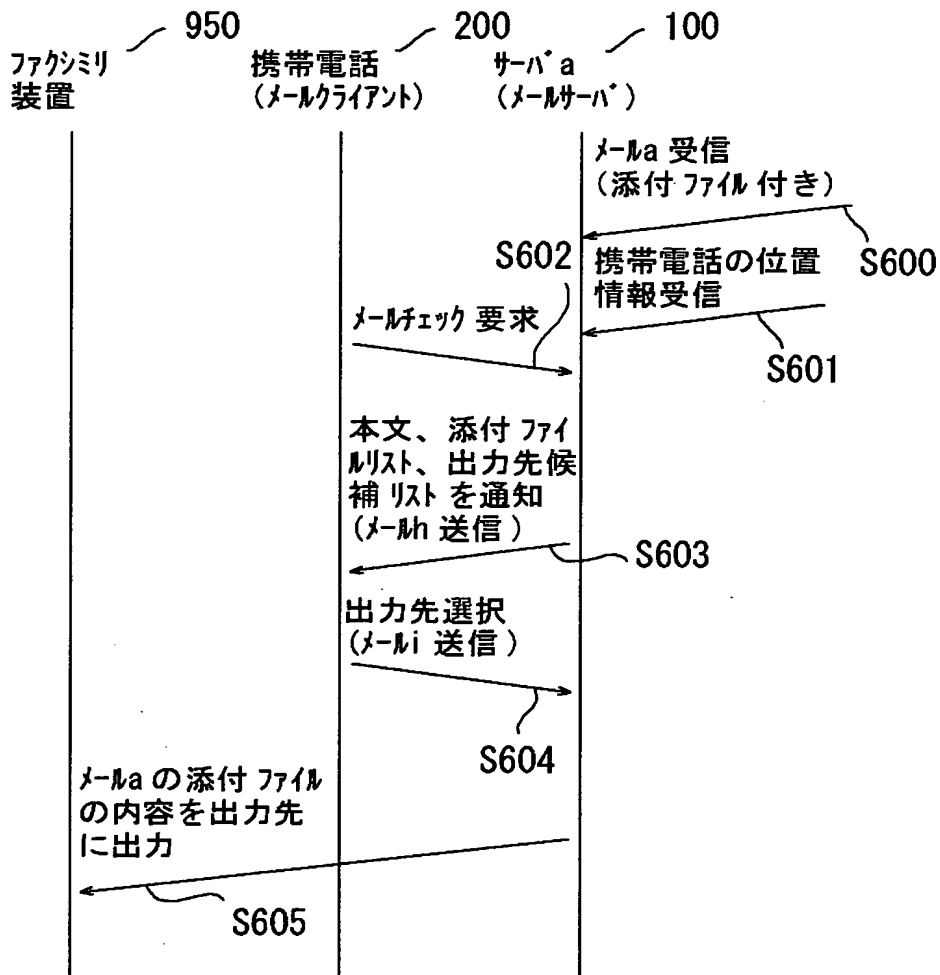 950
200
100
ファクシミリ
装置
携帯電話
(メールクライアント)
サーバa
(メールサーバ)
メールa 受信
(添付ファイル付き)
S600
携帯電話の位置
情報受信
S601
S602
メールチェック要求
本文、添付ファイ
ルリスト、出力先候
補リストを通知
(メールh 送信)
S603
出力先選択
(メールi 送信)
S604
メールaの添付ファイル
の内容を出力先
に出力
S605